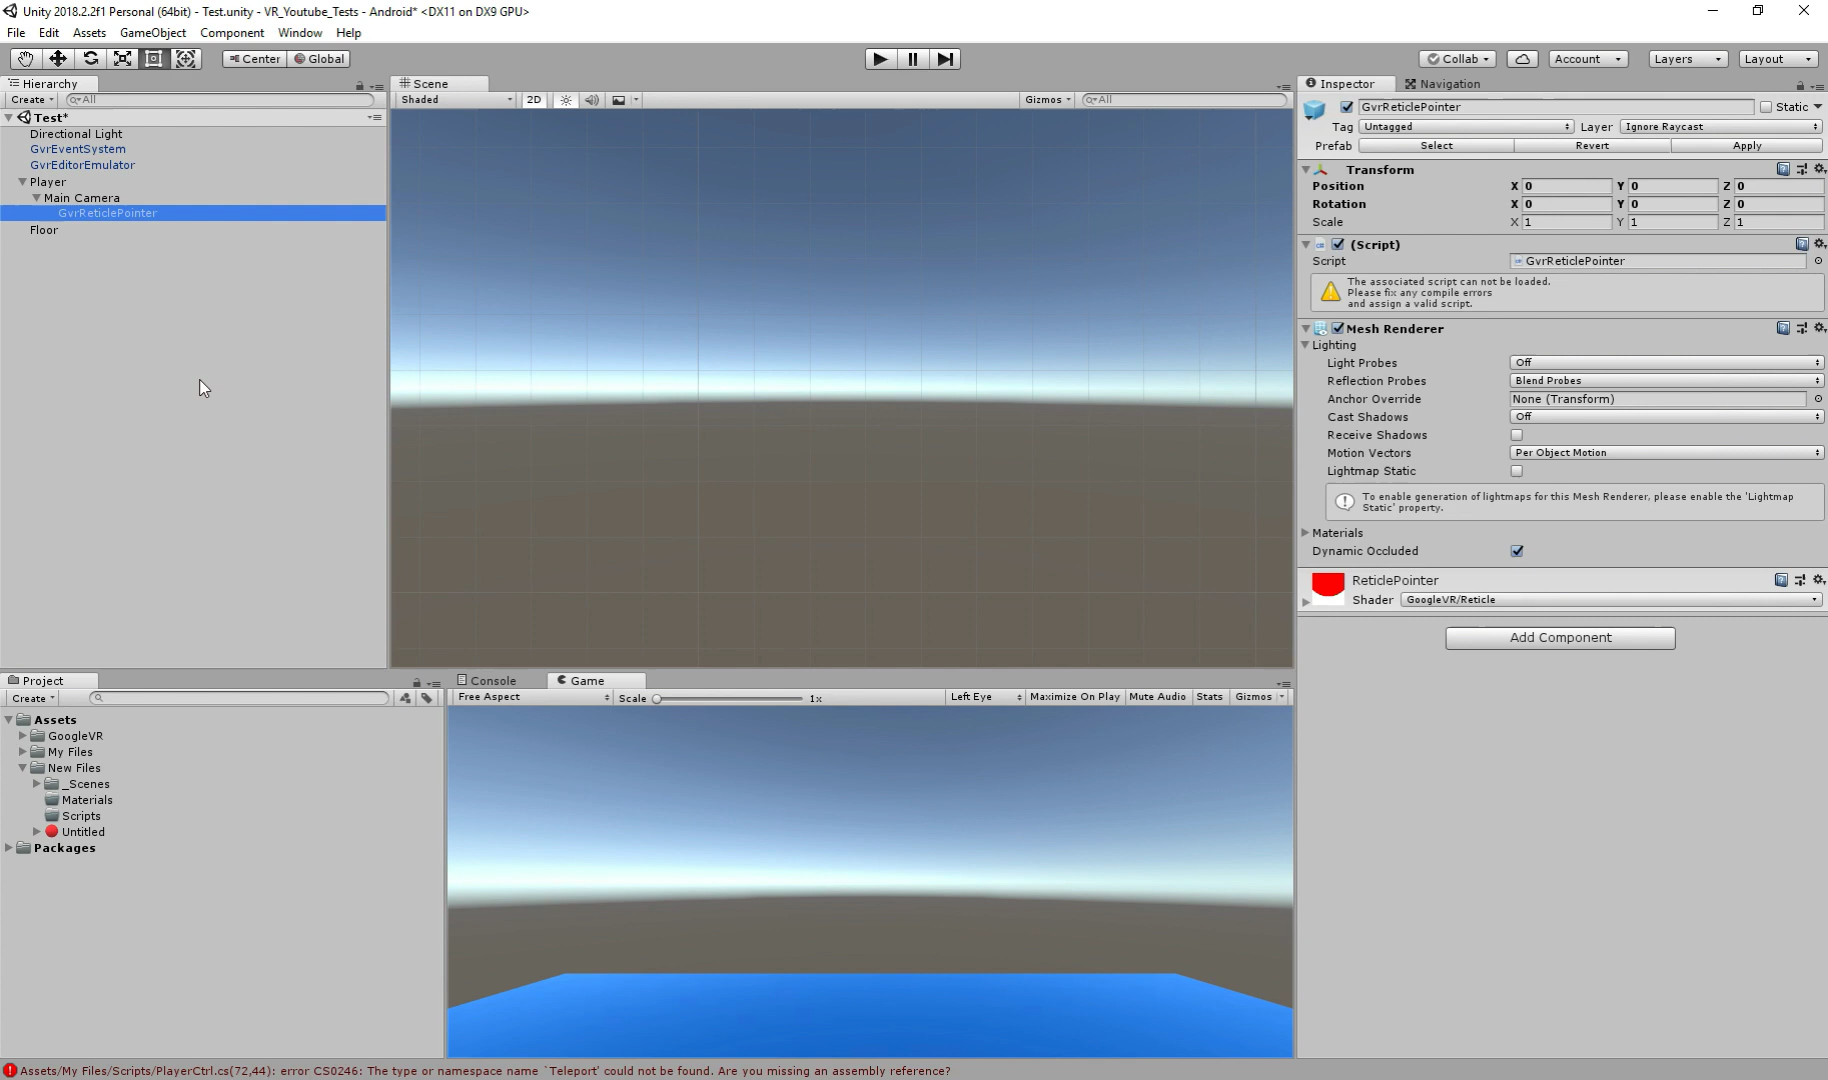 Unity 2018.2.2f1 Personal (64bit) - Test.unity - VR_Youtube_Tests - Android* <DX11 on DX9 GPU>
File Edit Assets GameObject Component Window Help
Center Global Collab Account Layers Layout
Hierarchy
Create All
Test*
Directional Light
GvrEventSystem
GvrEditorEmulator
Player
Main Camera
GvrReticlePointer
Floor
Scene
Shaded 2D Gizmos All
Inspector Navigation
GvrReticlePointer Static
Tag Untagged Layer Ignore Raycast
Prefab Select Revert Apply
Transform
Position X 0 Y 0 Z 0
Rotation X 0 Y 0 Z 0
Scale X 1 Y 1 Z 1
(Script)
Script GvrReticlePointer
The associated script can not be loaded.
Please fix any compile errors
and assign a valid script.
Mesh Renderer
Lighting
Light Probes Off
Reflection Probes Blend Probes
Anchor Override None (Transform)
Cast Shadows Off
Receive Shadows
Motion Vectors Per Object Motion
Lightmap Static
To enable generation of lightmaps for this Mesh Renderer, please enable the 'Lightmap
Static' property.
Materials
Dynamic Occluded
ReticlePointer
Shader GoogleVR/Reticle
Add Component
Project
Create
Assets
GoogleVR
My Files
New Files
_Scenes
Materials
Scripts
Untitled
Packages
Console Game
Free Aspect Scale 1x Left Eye Maximize On Play Mute Audio Stats Gizmos
Assets/My Files/Scripts/PlayerCtrl.cs(72,44): error CS0246: The type or namespace name `Teleport' could not be found. Are you missing an assembly reference?